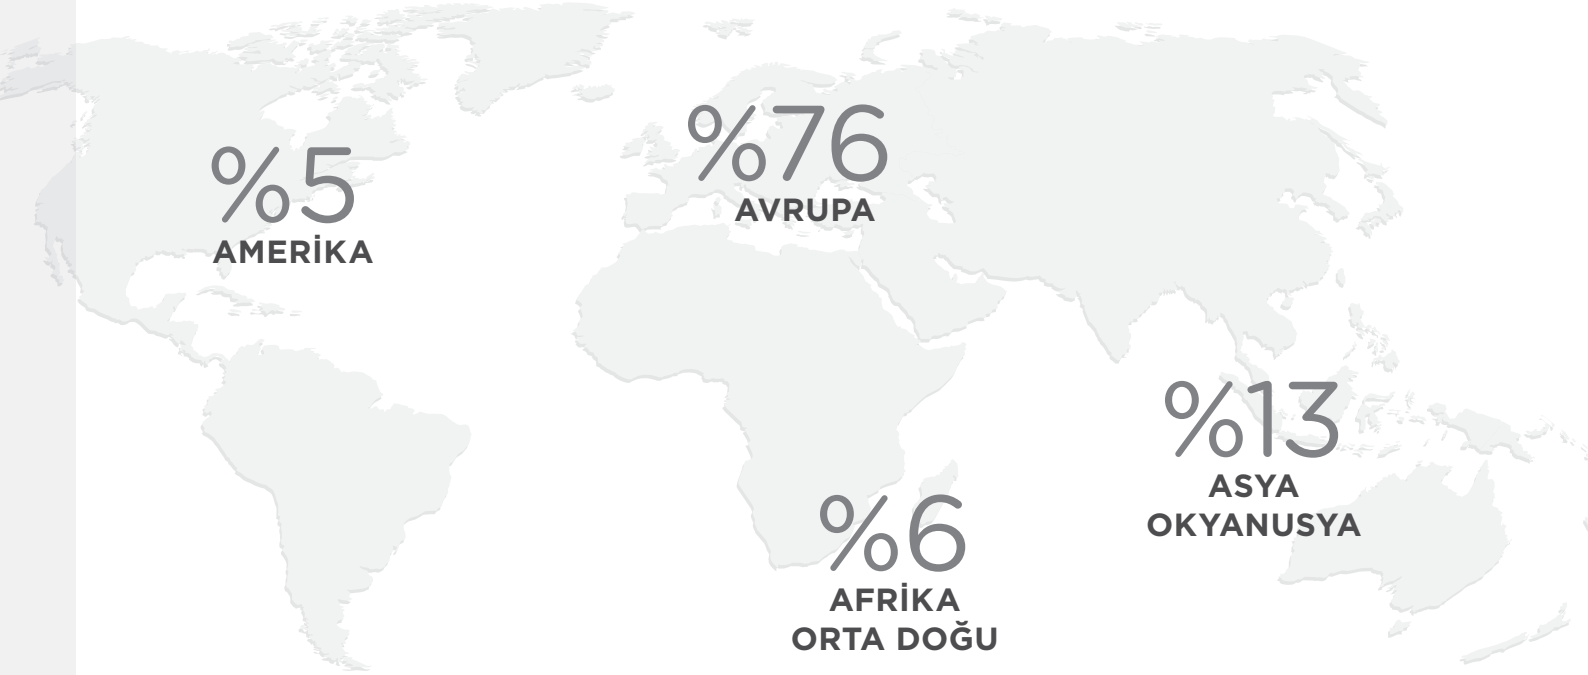 %5
AMERİKA
%76
AVRUPA
%13
ASYA
OKYANUSYA
%6
AFRİKA
ORTA DOĞU